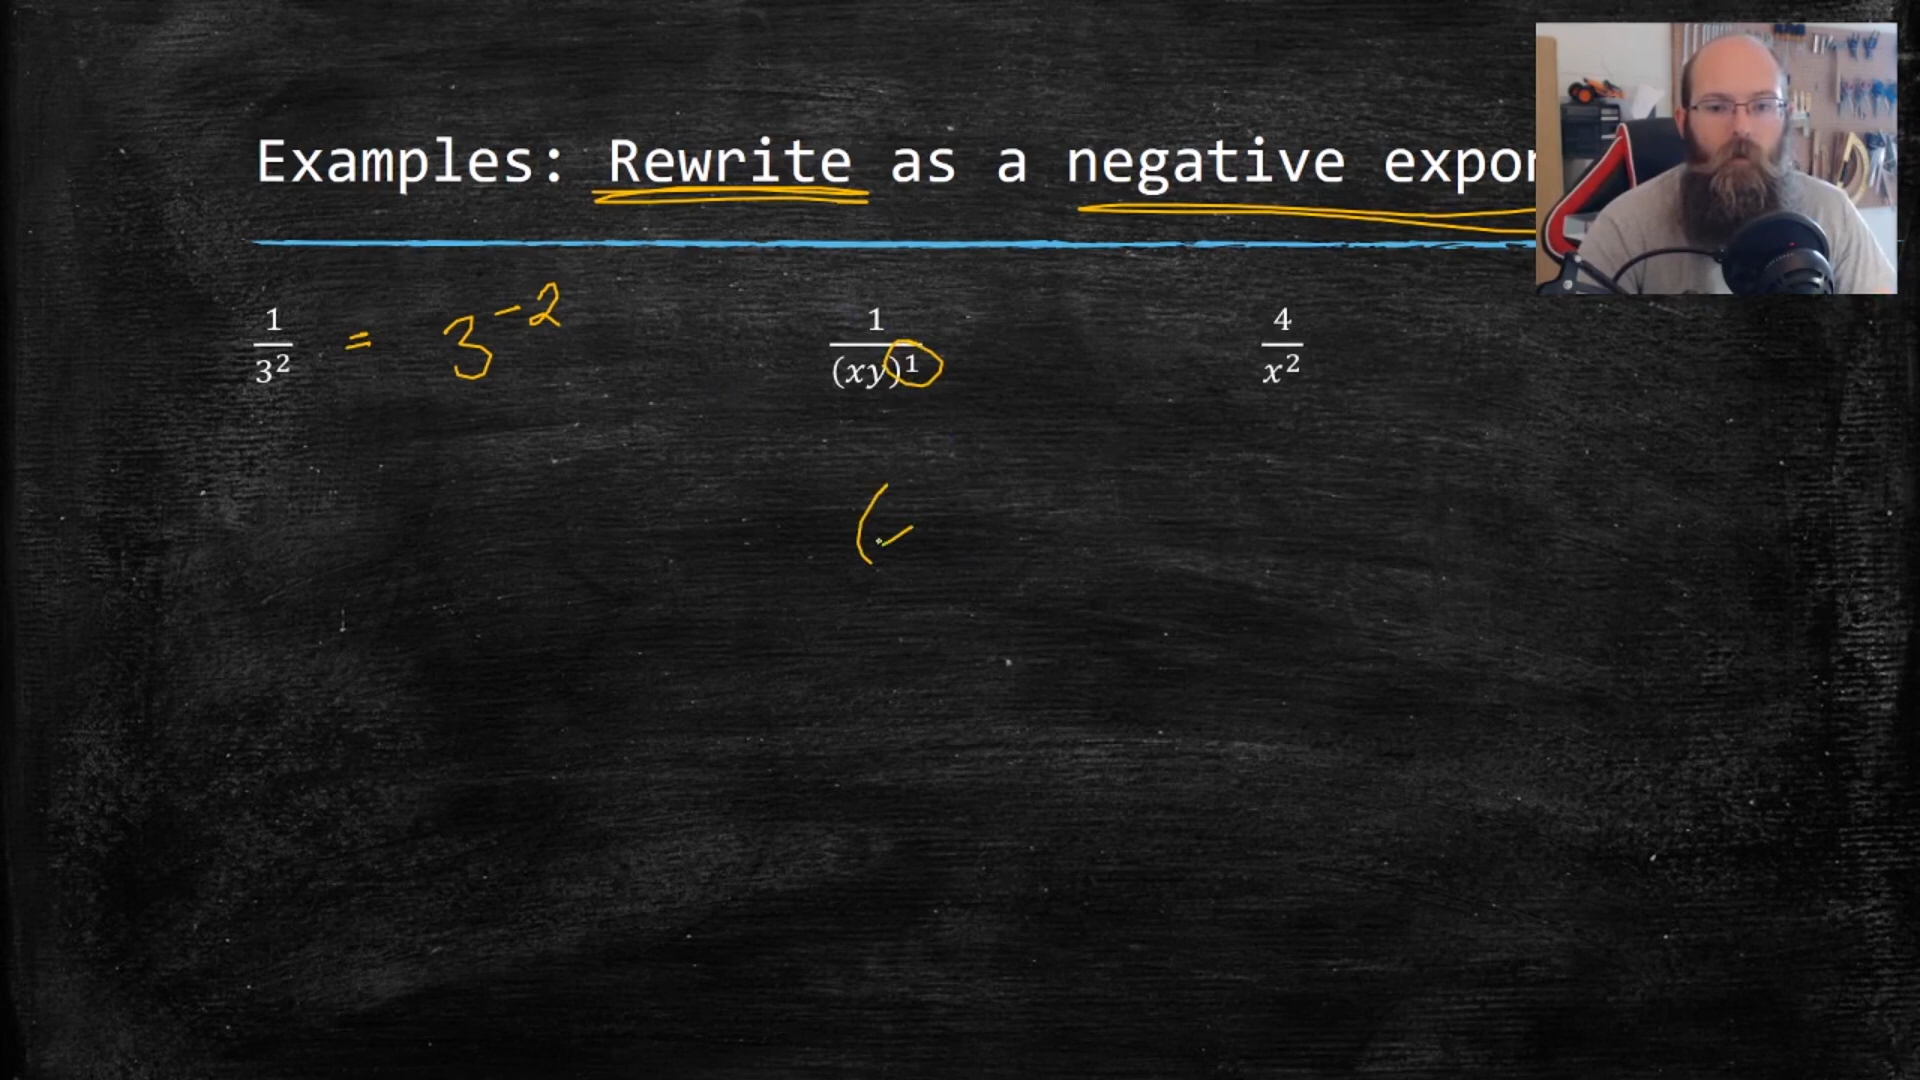 Examples: Rewrite as a negative expon
1/3² = 3⁻²
1/(xy)¹
4/x²
(